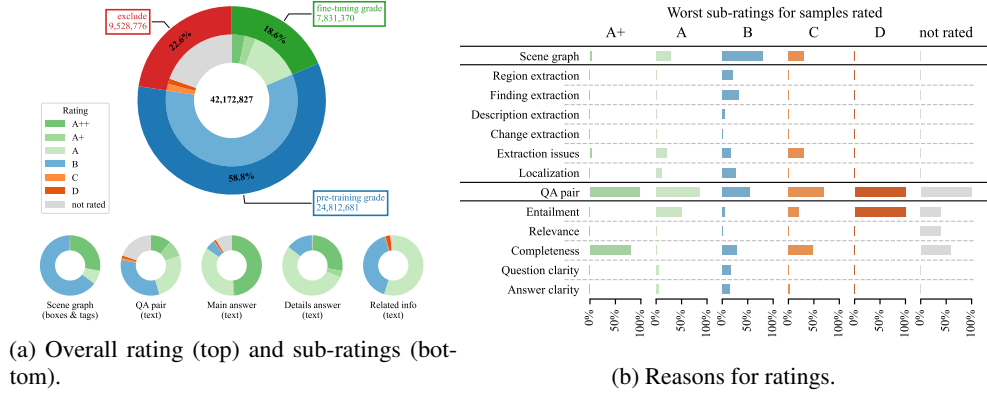 exclude
9,528,776
fine-tuning grade
7,831,370
22.6%
18.6%
42,172,827
58.8%
pre-training grade
24,812,681
Rating
A++
A+
A
B
C
D
not rated
Scene graph
(boxes & tags)
QA pair
(text)
Main answer
(text)
Details answer
(text)
Related info
(text)
(a) Overall rating (top) and sub-ratings (bot-
tom).
Worst sub-ratings for samples rated
A+ A B C D not rated
Scene graph
Region extraction
Finding extraction
Description extraction
Change extraction
Extraction issues
Localization
QA pair
Entailment
Relevance
Completeness
Question clarity
Answer clarity
0% 50% 100% 0% 50% 100% 0% 50% 100% 0% 50% 100% 0% 50% 100% 0% 50% 100%
(b) Reasons for ratings.